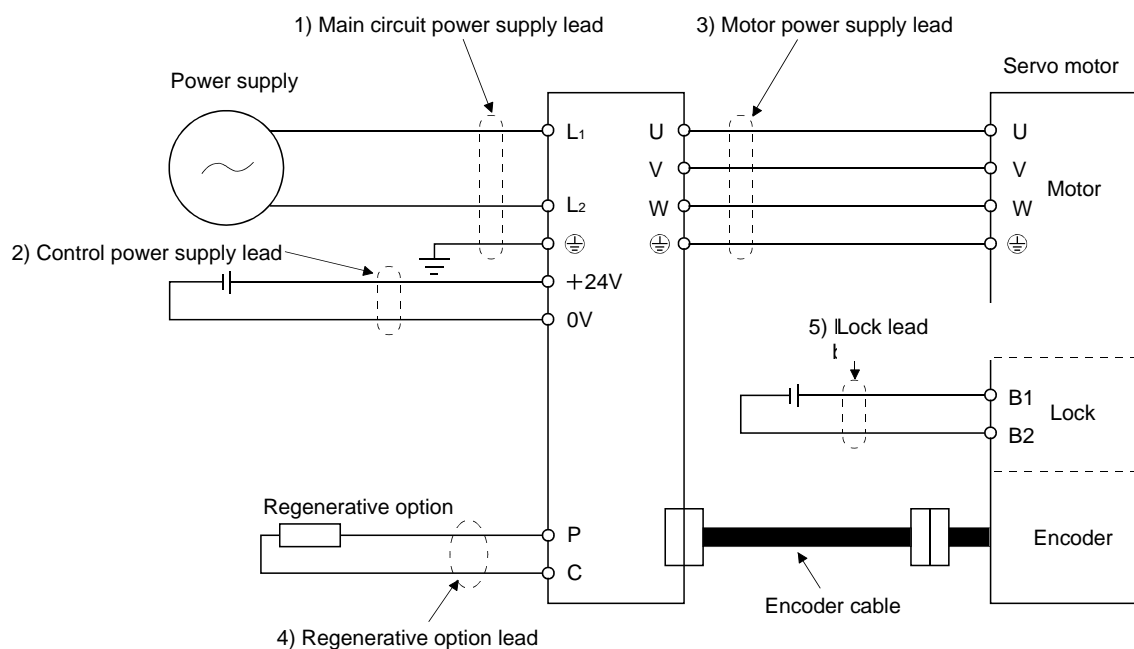 1) Main circuit power supply lead
3) Motor power supply lead
Power supply
Servo motor
L1
U
U
V
V
Motor
L2
W
W
2) Control power supply lead
+24V
0V
5) Lock lead
B1
Lock
B2
Regenerative option
P
Encoder
C
Encoder cable
4) Regenerative option lead